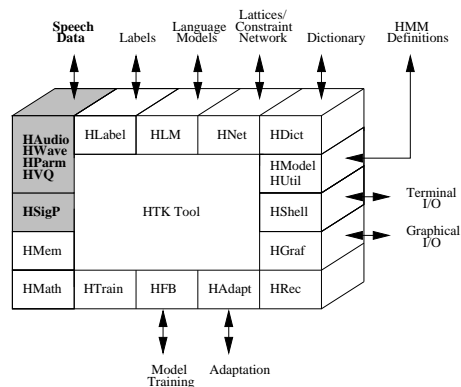 Speech
Data
Labels
Language
Models
Lattices/
Constraint
Network
Dictionary
HMM
Definitions
HAudio
HWave
HParm
HVQ
HLabel
HLM
HNet
HDict
HModel
HUtil
HSigP
HTK Tool
HShell
Terminal
I/O
Graphical
I/O
HMem
HGraf
HMath
HTrain
HFB
HAdapt
HRec
Model
Training
Adaptation